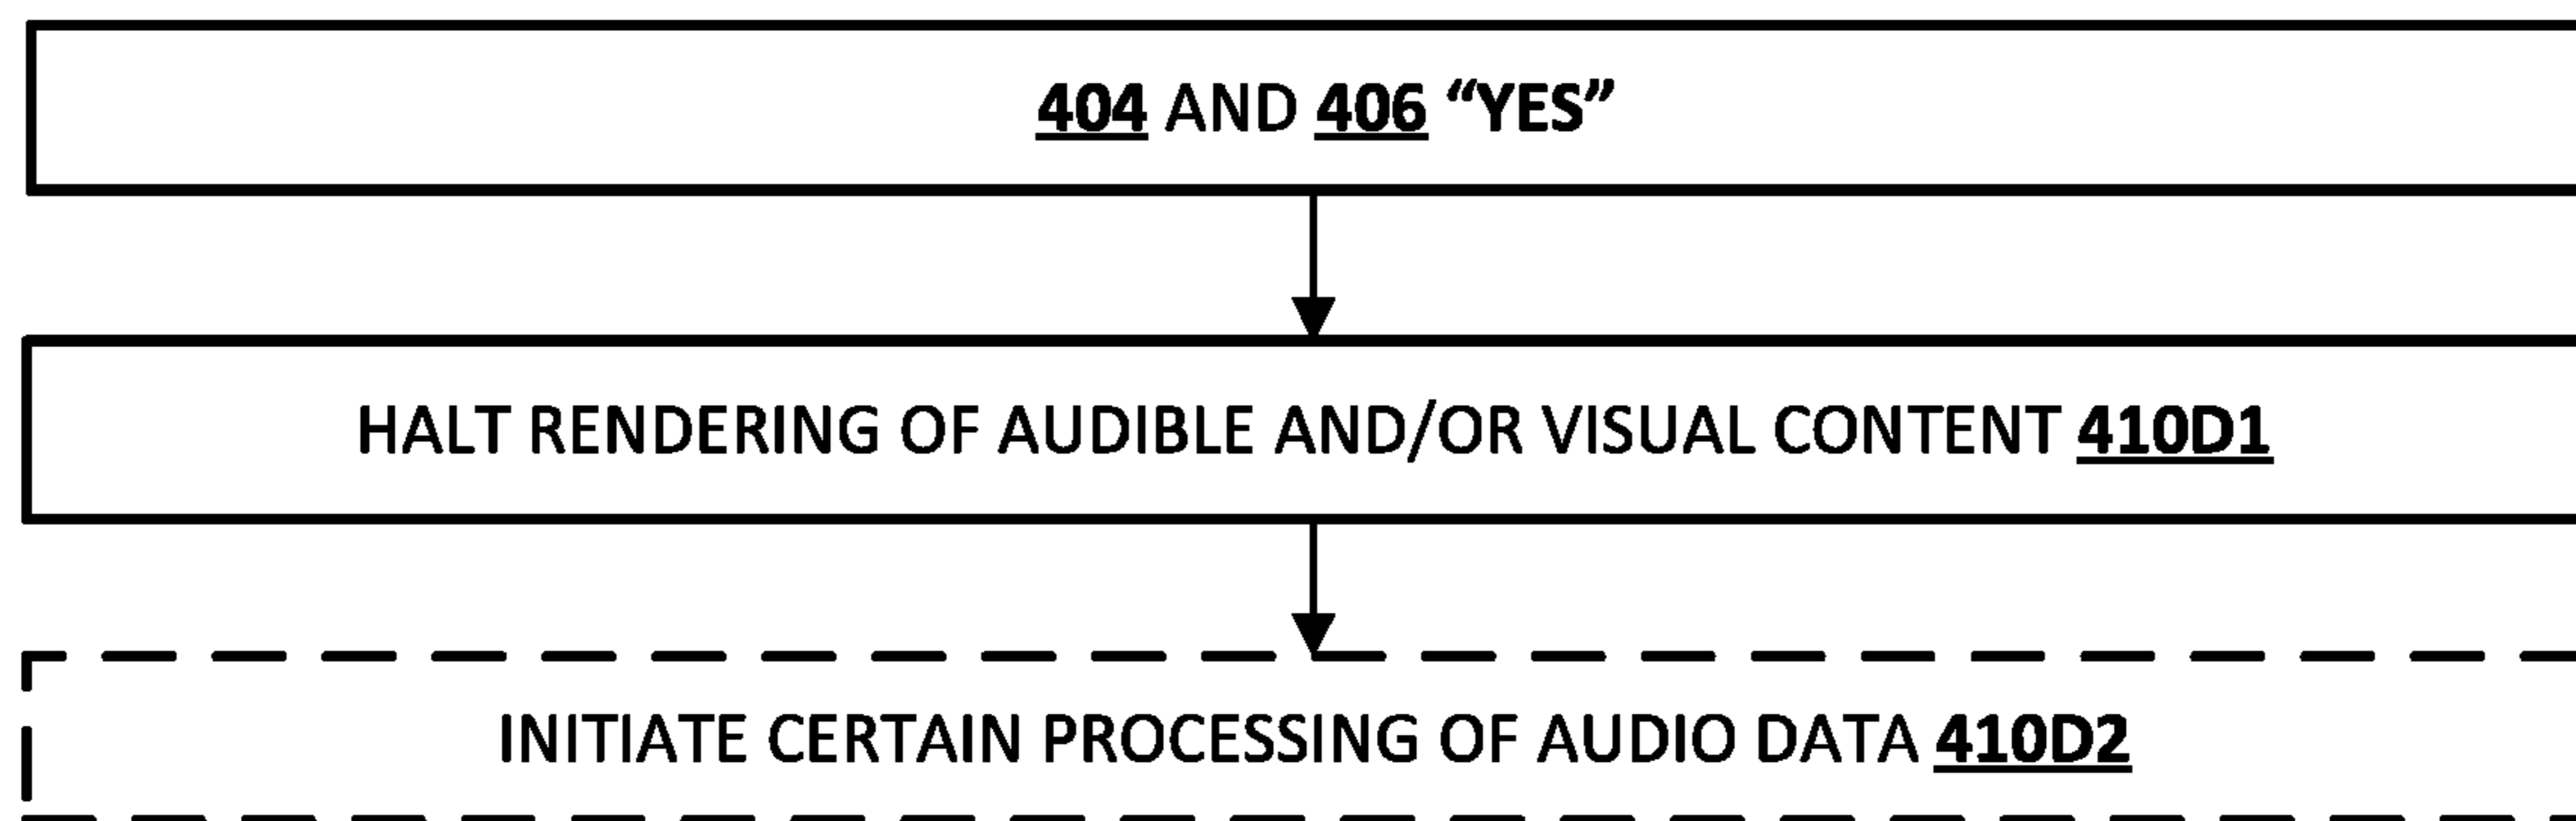 404 AND 406 “YES”
HALT RENDERING OF AUDIBLE AND/OR VISUAL CONTENT 410D1
INITIATE CERTAIN PROCESSING OF AUDIO DATA 410D2